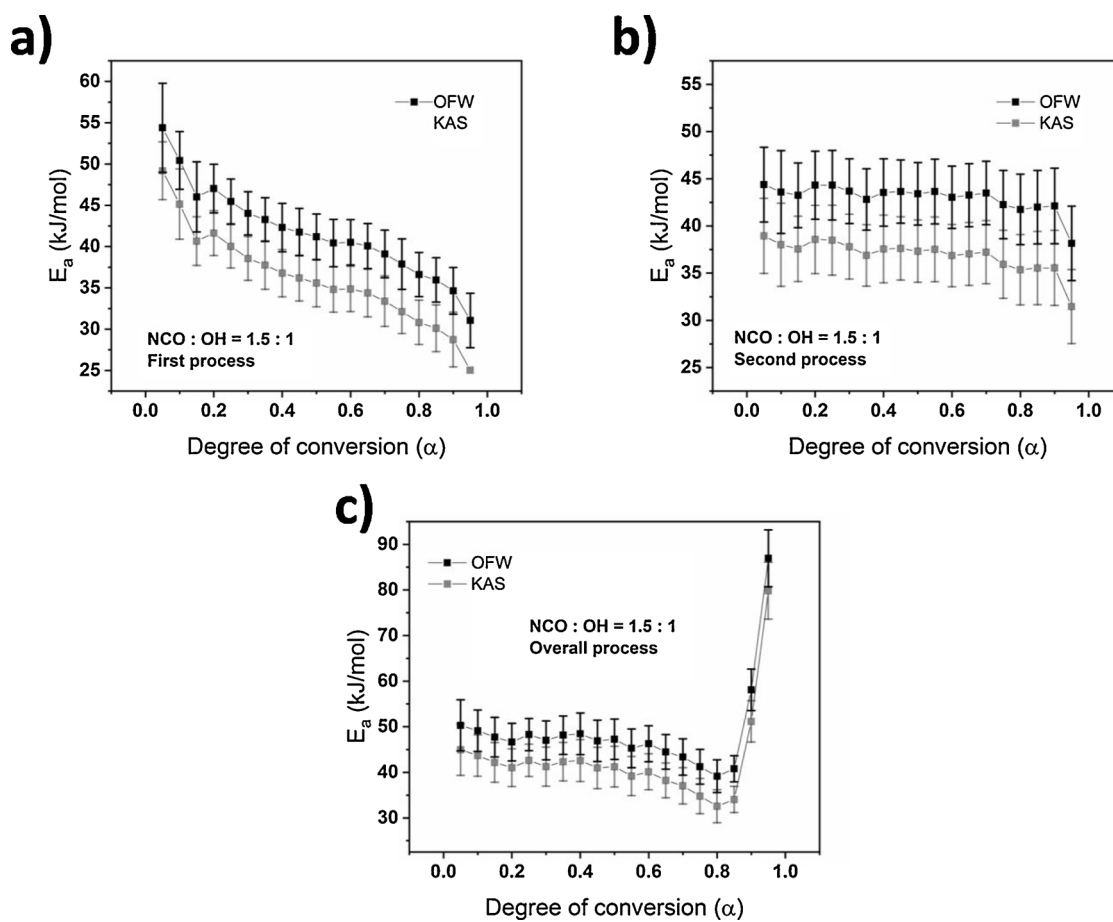 a)
60
55
50
45
40
35
30
25
E_a (kJ/mol)
OFW
KAS
NCO : OH = 1.5 : 1
First process
0.0 0.2 0.4 0.6 0.8 1.0
Degree of conversion (α)
b)
55
50
45
40
35
30
25
E_a (kJ/mol)
OFW
KAS
NCO : OH = 1.5 : 1
Second process
0.0 0.2 0.4 0.6 0.8 1.0
Degree of conversion (α)
c)
90
80
70
60
50
40
30
E_a (kJ/mol)
OFW
KAS
NCO : OH = 1.5 : 1
Overall process
0.0 0.2 0.4 0.6 0.8 1.0
Degree of conversion (α)